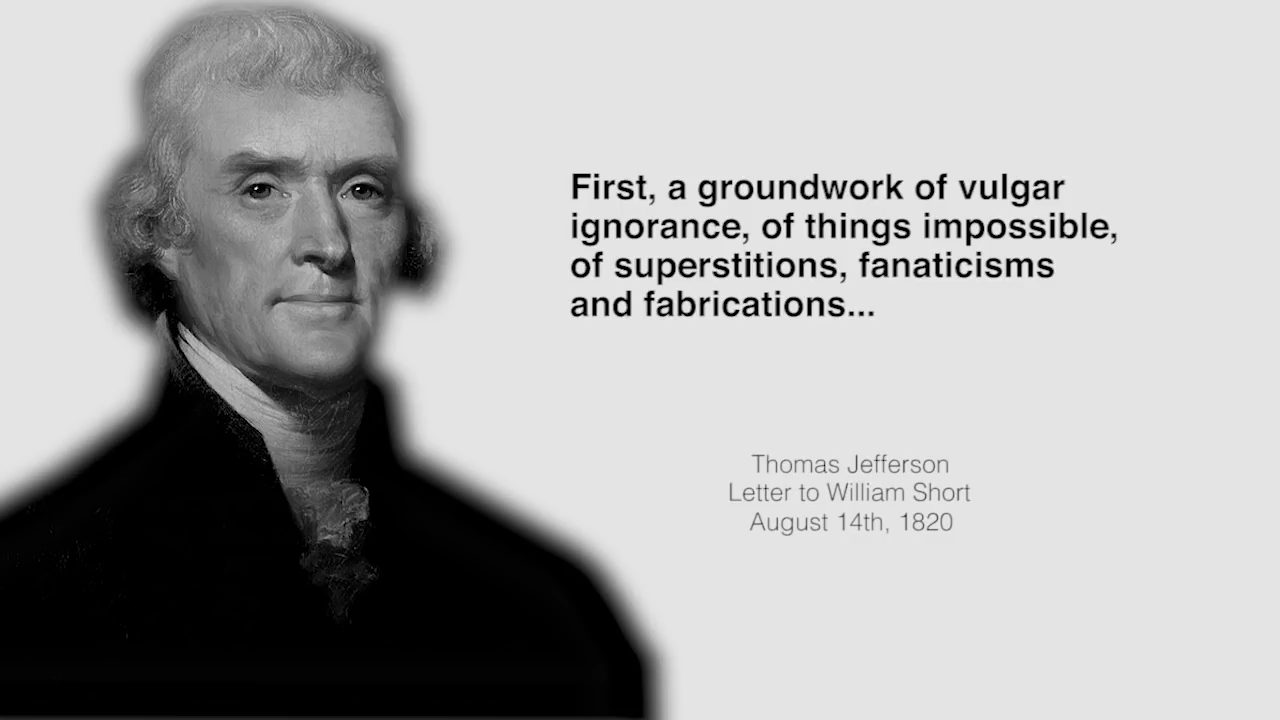 First, a groundwork of vulgar
ignorance, of things impossible,
of superstitions, fanaticisms
and fabrications...
Thomas Jefferson
Letter to William Short
August 14th, 1820